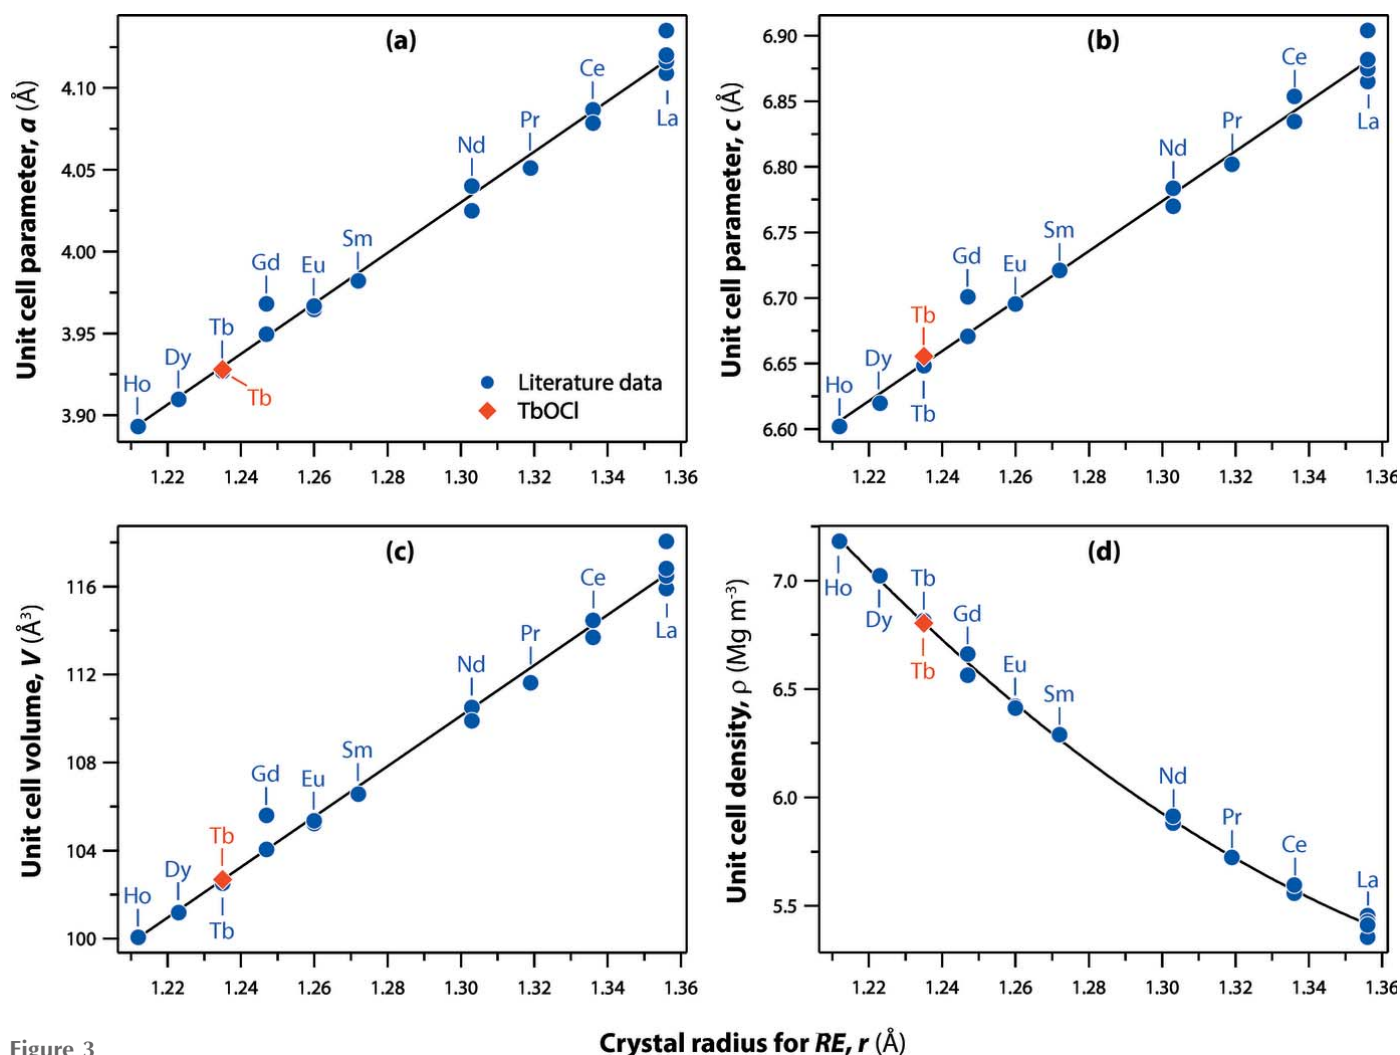 (a)
Unit cell parameter, a (Å)
4.10
4.05
4.00
3.95
3.90
Ho
Dy
Tb
Tb
Gd
Eu
Sm
Nd
Pr
Ce
La
Literature data
TbOCl
1.22 1.24 1.26 1.28 1.30 1.32 1.34 1.36
(b)
Unit cell parameter, c (Å)
6.90
6.85
6.80
6.75
6.70
6.65
6.60
Ho
Dy
Tb
Tb
Gd
Eu
Sm
Nd
Pr
Ce
La
1.22 1.24 1.26 1.28 1.30 1.32 1.34 1.36
(c)
Unit cell volume, V (Å³)
116
112
108
104
100
Ho
Dy
Tb
Tb
Gd
Eu
Sm
Nd
Pr
Ce
La
1.22 1.24 1.26 1.28 1.30 1.32 1.34 1.36
(d)
Unit cell density, ρ (Mg m⁻³)
7.0
6.5
6.0
5.5
Ho
Dy
Tb
Tb
Gd
Eu
Sm
Nd
Pr
Ce
La
1.22 1.24 1.26 1.28 1.30 1.32 1.34 1.36
Crystal radius for RE, r (Å)
Figure 3